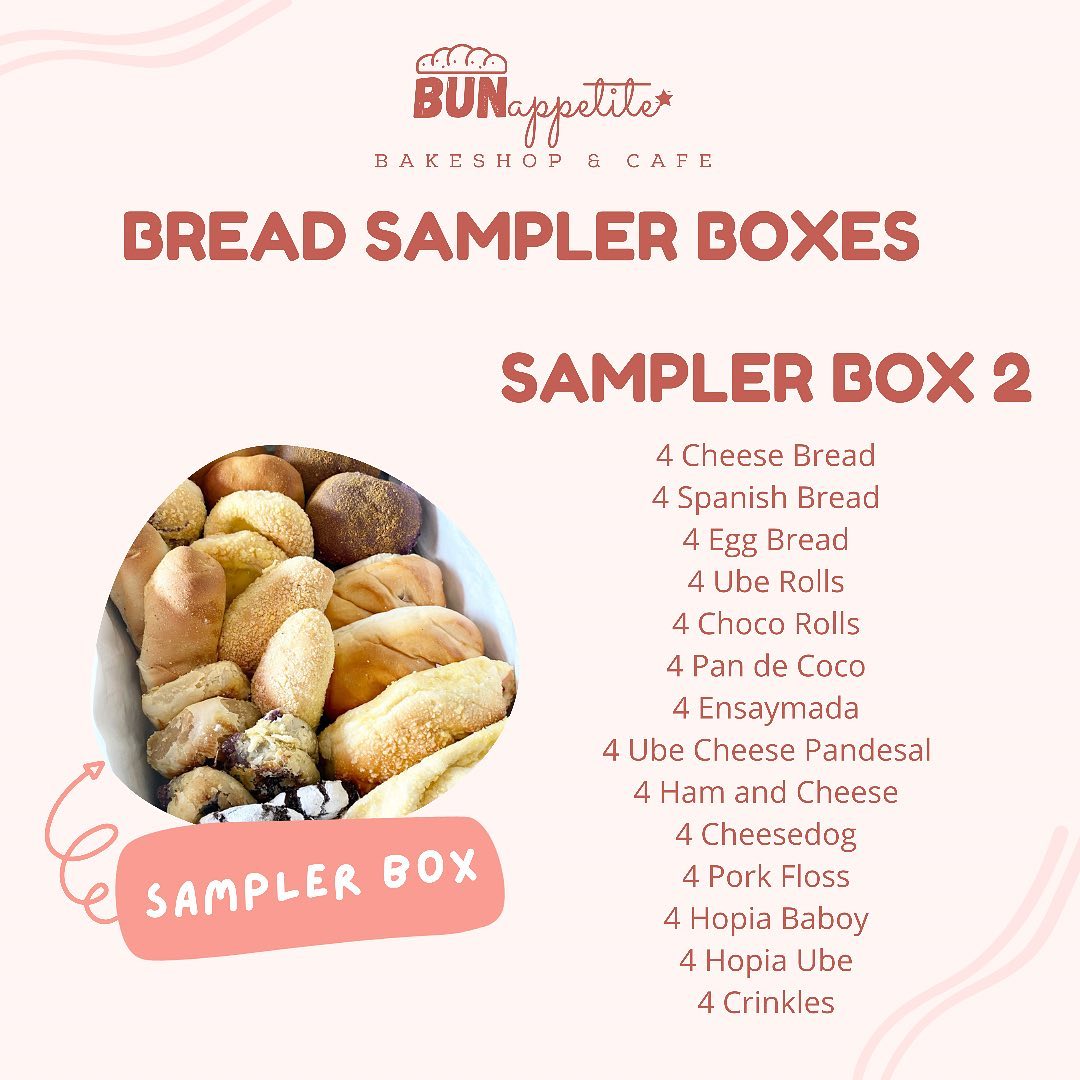 BUNappetite
BAKESHOP & CAFE
BREAD SAMPLER BOXES
SAMPLER BOX 2
4 Cheese Bread
4 Spanish Bread
4 Egg Bread
4 Ube Rolls
4 Choco Rolls
4 Pan de Coco
4 Ensaymada
4 Ube Cheese Pandesal
4 Ham and Cheese
4 Cheesedog
4 Pork Floss
4 Hopia Baboy
4 Hopia Ube
4 Crinkles
SAMPLER BOX